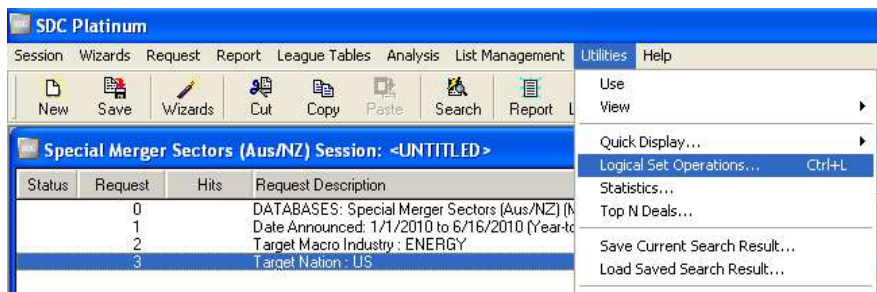 SDC Platinum
Session Wizards Request Report League Tables Analysis List Management Utilities Help
New Save Wizards Cut Copy Paste Search Report L
Use
View
Quick Display...
Logical Set Operations... Ctrl+L
Statistics...
Top N Deals...
Save Current Search Result...
Load Saved Search Result...
Special Merger Sectors (Aus/NZ) Session: <UNTITLED>
Status Request Hits Request Description
0 DATABASES: Special Merger Sectors (Aus/NZ) (
1 Date Announced: 1/1/2010 to 6/16/2010 (Year-to
2 Target Macro Industry : ENERGY
3 Target Nation : US